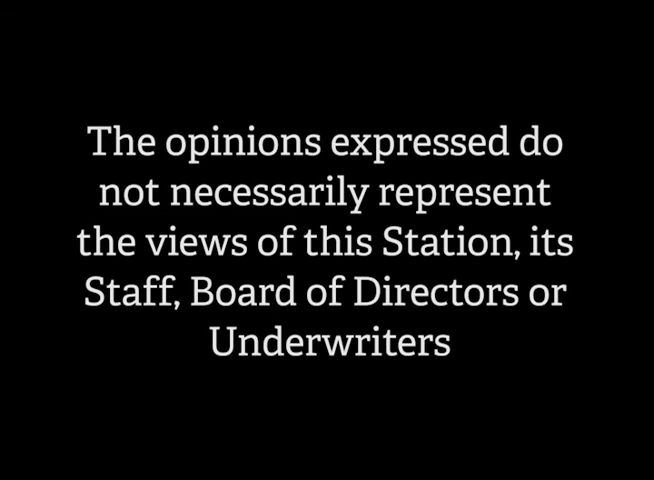 The opinions expressed do
not necessarily represent
the views of this Station, its
Staff, Board of Directors or
Underwriters